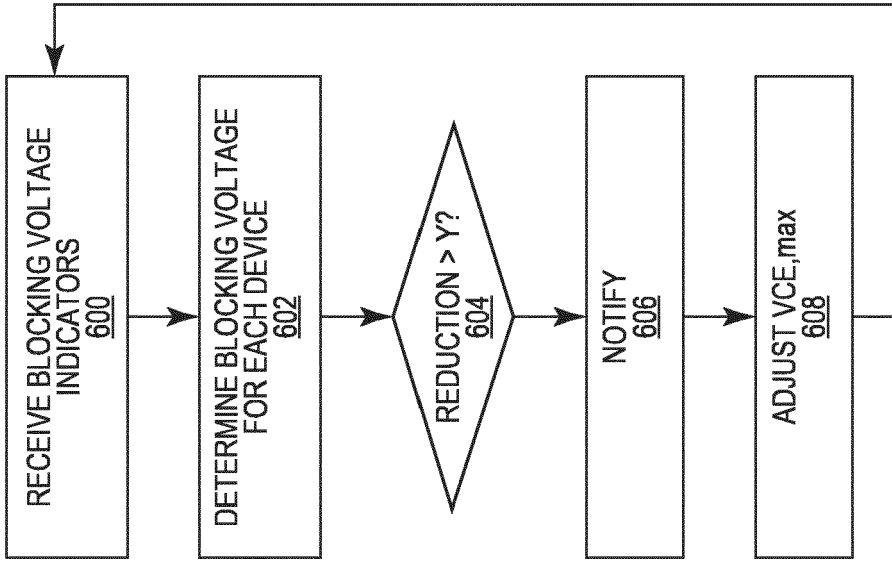 RECEIVE BLOCKING VOLTAGE
INDICATORS
600
DETERMINE BLOCKING VOLTAGE
FOR EACH DEVICE
602
REDUCTION > Y?
604
NOTIFY
606
ADJUST VCE,max
608